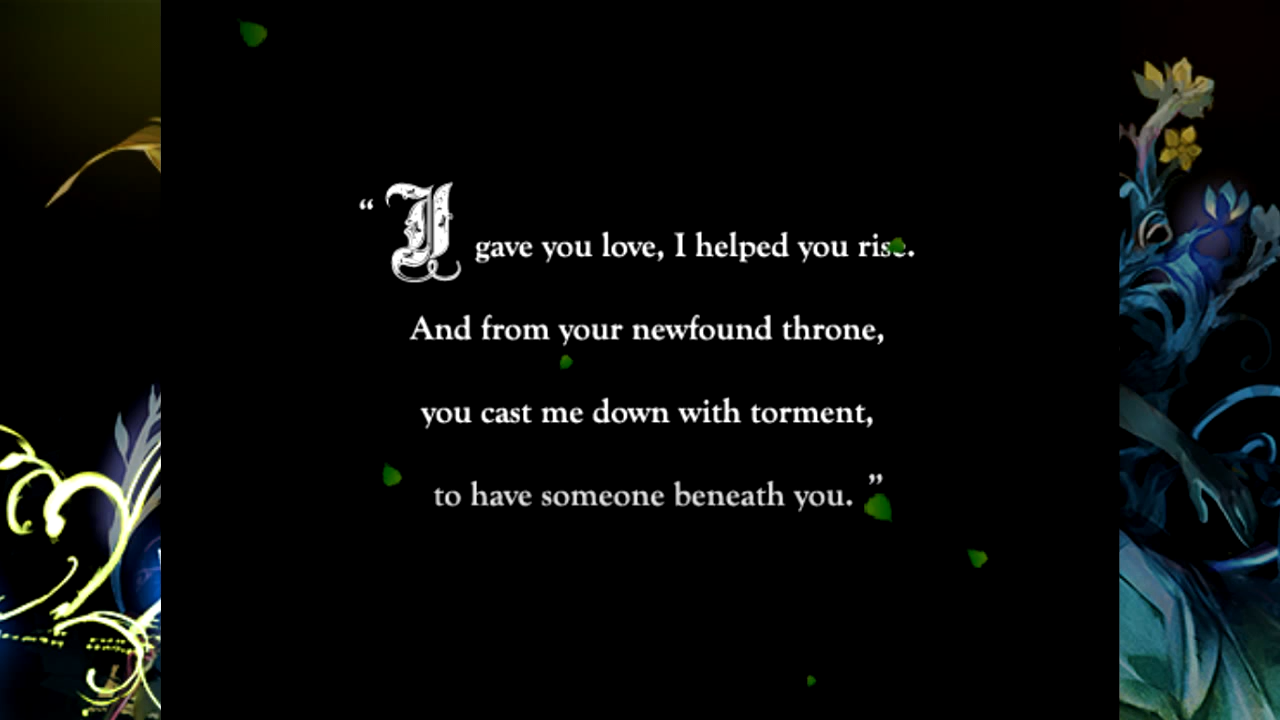 “I gave you love, I helped you rise.
And from your newfound throne,
you cast me down with torment,
to have someone beneath you.”